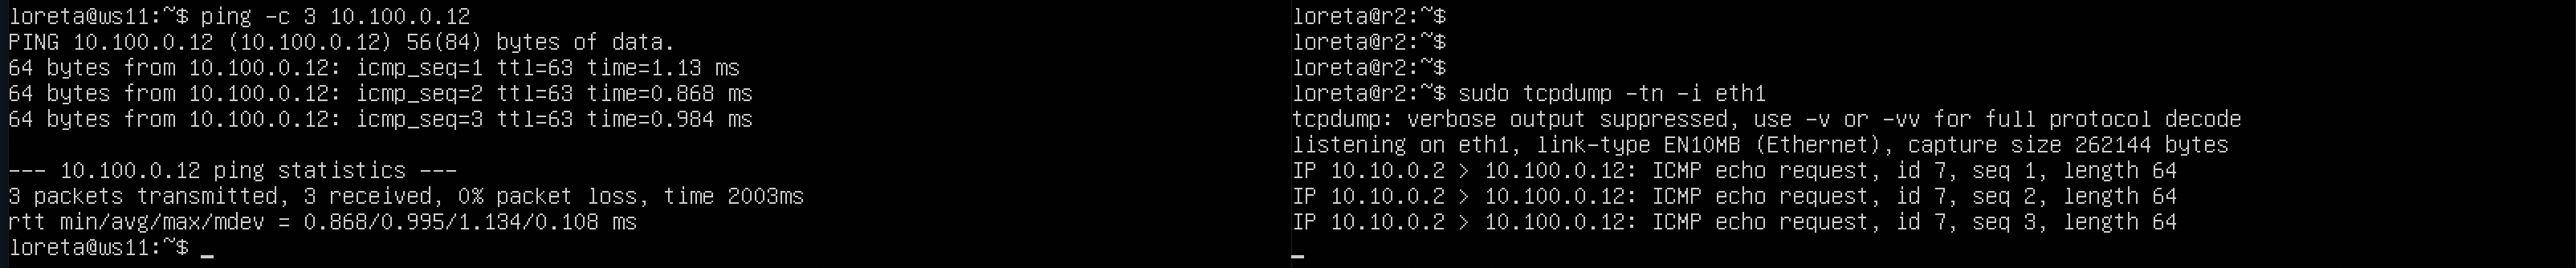 loreta@ws11:~$ ping -c 3 10.100.0.12
PING 10.100.0.12 (10.100.0.12) 56(84) bytes of data.
64 bytes from 10.100.0.12: icmp_seq=1 ttl=63 time=1.13 ms
64 bytes from 10.100.0.12: icmp_seq=2 ttl=63 time=0.868 ms
64 bytes from 10.100.0.12: icmp_seq=3 ttl=63 time=0.984 ms
--- 10.100.0.12 ping statistics ---
3 packets transmitted, 3 received, 0% packet loss, time 2003ms
rtt min/avg/max/mdev = 0.868/0.995/1.134/0.108 ms
loreta@ws11:~$ _
loreta@r2:~$
loreta@r2:~$
loreta@r2:~$
loreta@r2:~$ sudo tcpdump -tn -i eth1
tcpdump: verbose output suppressed, use -v or -vv for full protocol decode
listening on eth1, link-type EN10MB (Ethernet), capture size 262144 bytes
IP 10.10.0.2 > 10.100.0.12: ICMP echo request, id 7, seq 1, length 64
IP 10.10.0.2 > 10.100.0.12: ICMP echo request, id 7, seq 2, length 64
IP 10.10.0.2 > 10.100.0.12: ICMP echo request, id 7, seq 3, length 64